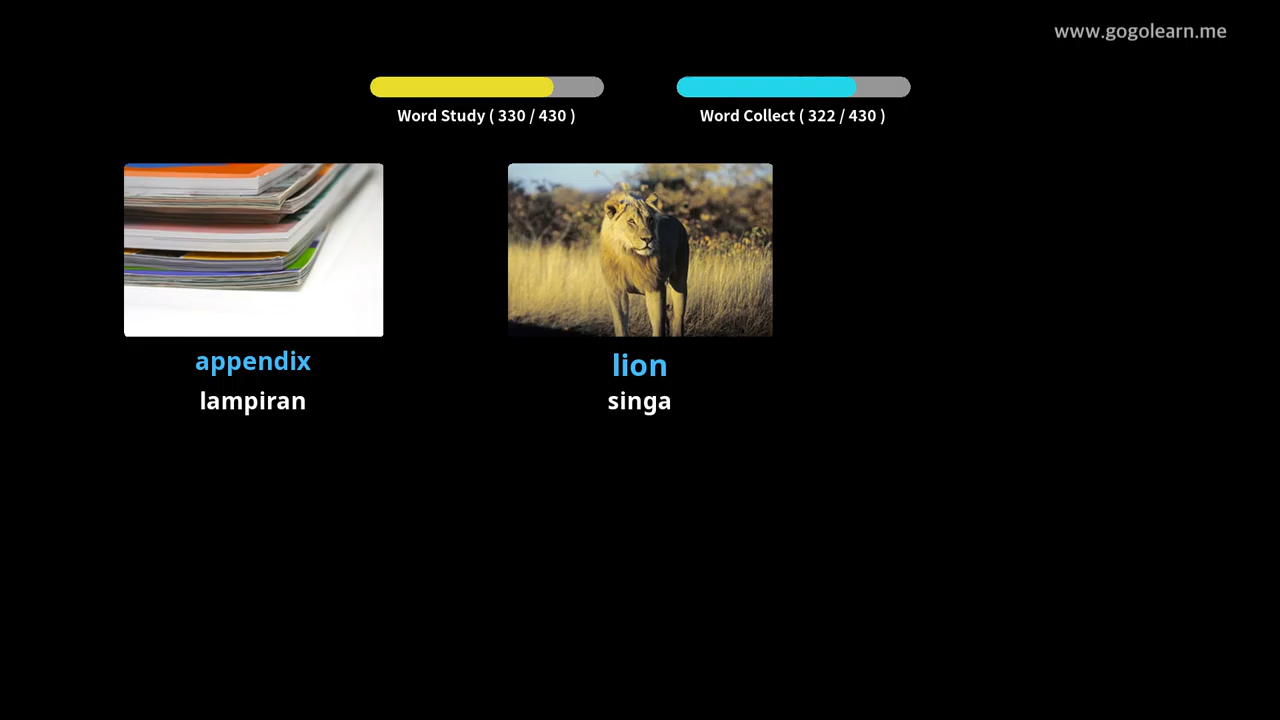 www.gogolearn.me
Word Study ( 330 / 430 )
Word Collect ( 322 / 430 )
appendix
lampiran
lion
singa